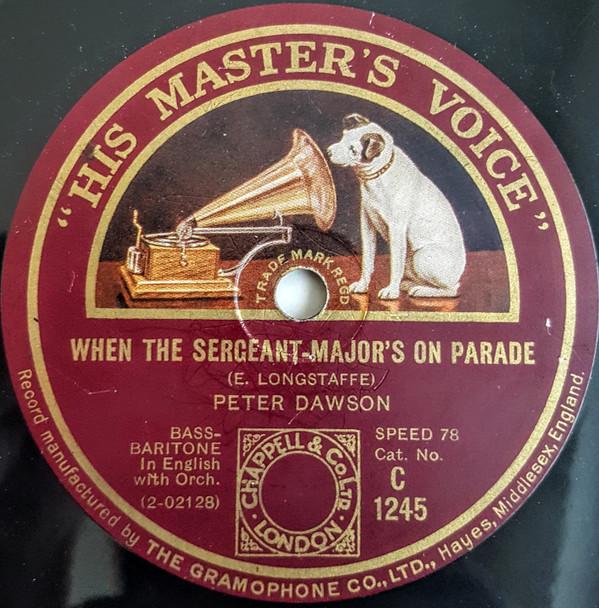 "HIS MASTER'S VOICE"
TRADE MARK REGD
WHEN THE SERGEANT-MAJOR'S ON PARADE
(E. LONGSTAFFE)
PETER DAWSON
BASS-
BARITONE
In English
with Orch.
(2-02128)
CHAPPELL & Co LTD
· LONDON ·
SPEED 78
Cat. No.
C
1245
Record manufactured by THE GRAMOPHONE CO., LTD., Hayes, Middlesex, England.